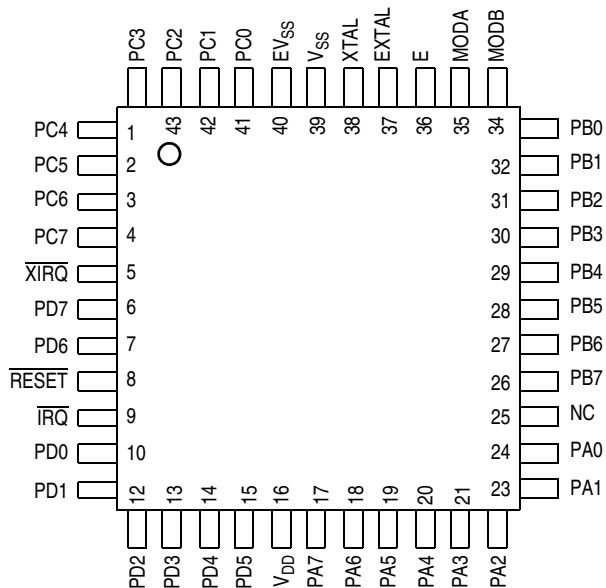 PC3 PC2 PC1 PC0 EVSS VSS XTAL EXTAL E MODA MODB
43 42 41 40 39 38 37 36 35 34
PC4 1 PB0
PC5 2 32 PB1
PC6 3 31 PB2
PC7 4 30 PB3
XIRQ 5 29 PB4
PD7 6 28 PB5
PD6 7 27 PB6
RESET 8 26 PB7
IRQ 9 25 NC
PD0 10 24 PA0
PD1 23 PA1
12 13 14 15 16 17 18 19 20 21
PD2 PD3 PD4 PD5 VDD PA7 PA6 PA5 PA4 PA3 PA2